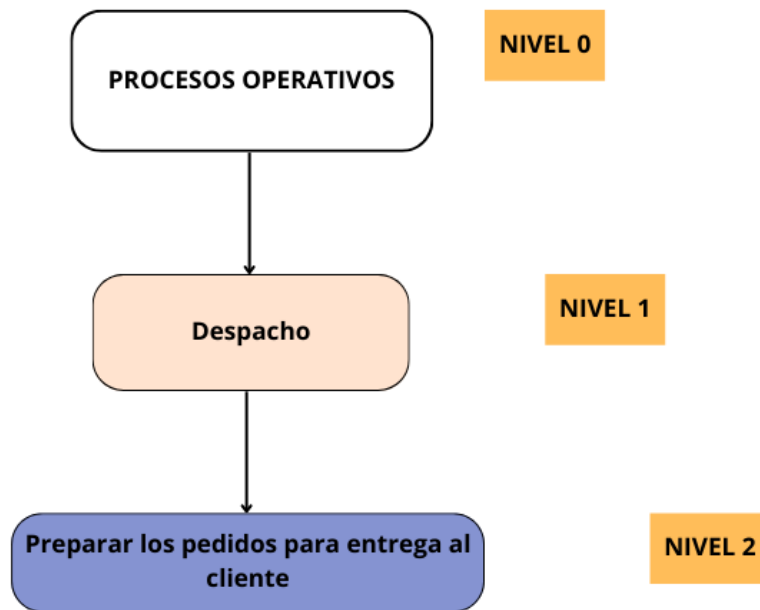 PROCESOS OPERATIVOS
NIVEL 0
Despacho
NIVEL 1
Preparar los pedidos para entrega al
cliente
NIVEL 2